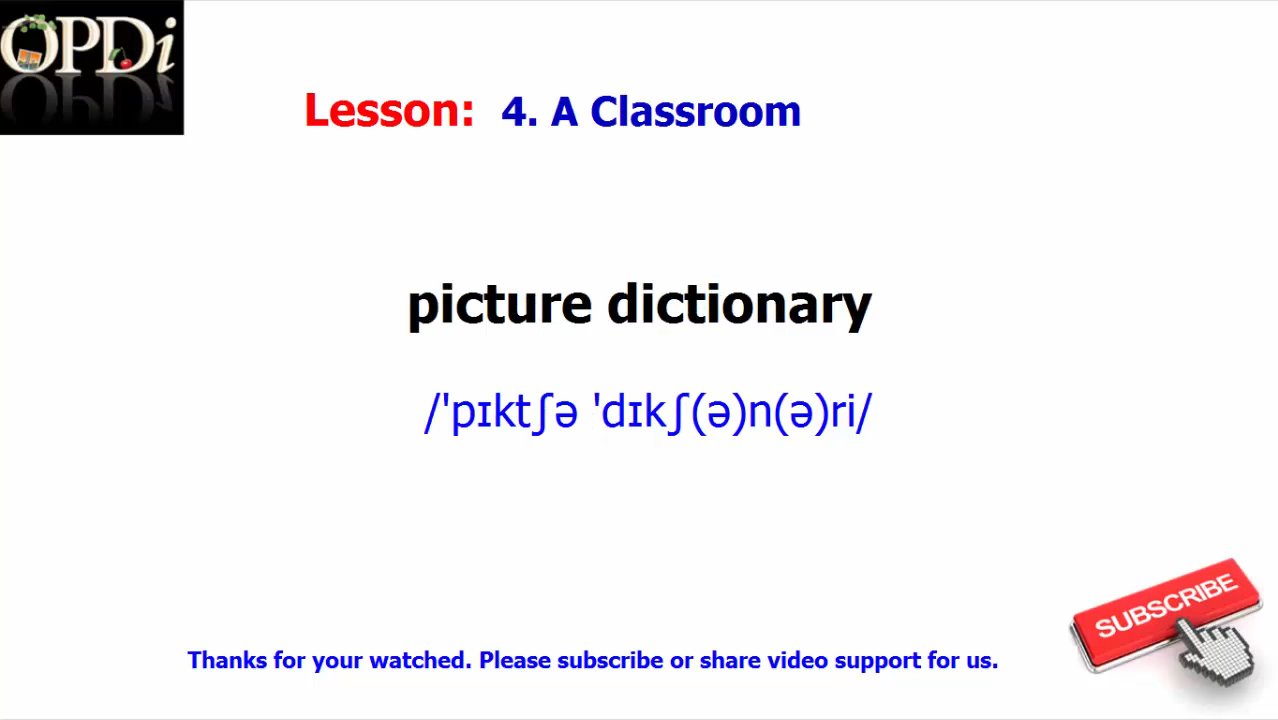 OPDi
Lesson: 4. A Classroom
picture dictionary
/'pɪktʃə 'dɪkʃ(ə)n(ə)ri/
SUBSCRIBE
Thanks for your watched. Please subscribe or share video support for us.